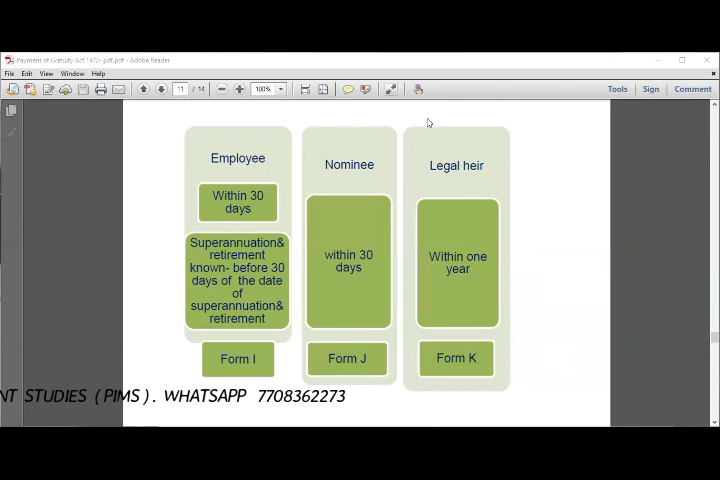 Payment of Gratuity Act 1972- pdf.pdf - Adobe Reader
File Edit View Window Help
11 / 14 100% Tools Sign Comment
Employee
Within 30
days
Superannuation&
retirement
known- before 30
days of the date
of
superannuation&
retirement
Form I
Nominee
within 30
days
Form J
Legal heir
Within one
year
Form K
NT STUDIES ( PIMS ) . WHATSAPP 7708362273